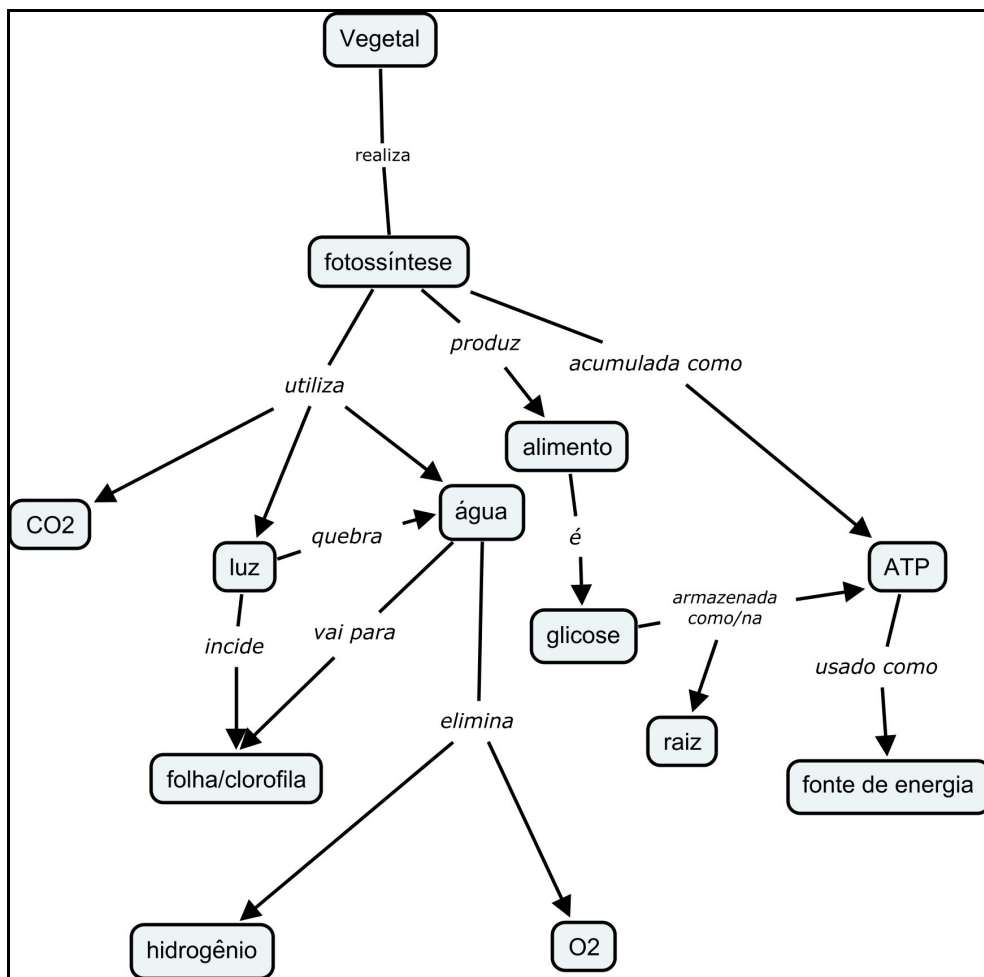 Vegetal
realiza
fotossíntese
produz
acumulada como
utiliza
alimento
CO2
água
quebra
luz
é
ATP
armazenada
como/na
glicose
vai para
incide
usado como
elimina
raiz
folha/clorofila
fonte de energia
hidrogênio
O2